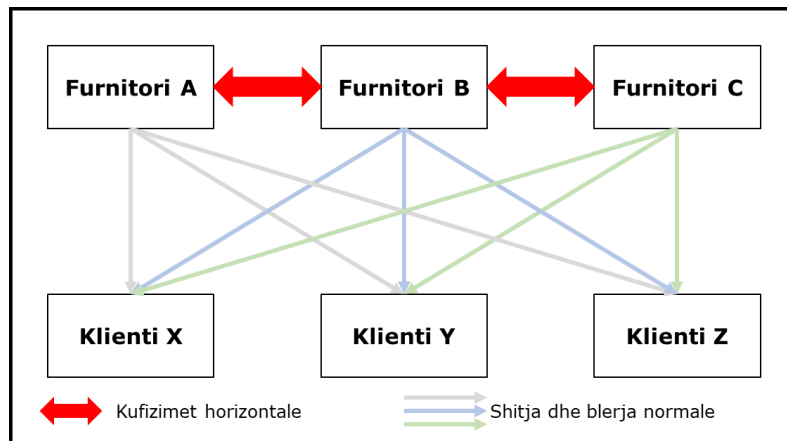 Furnitori A
Furnitori B
Furnitori C
Klienti X
Klienti Y
Klienti Z
Kufizimet horizontale
Shitja dhe blerja normale